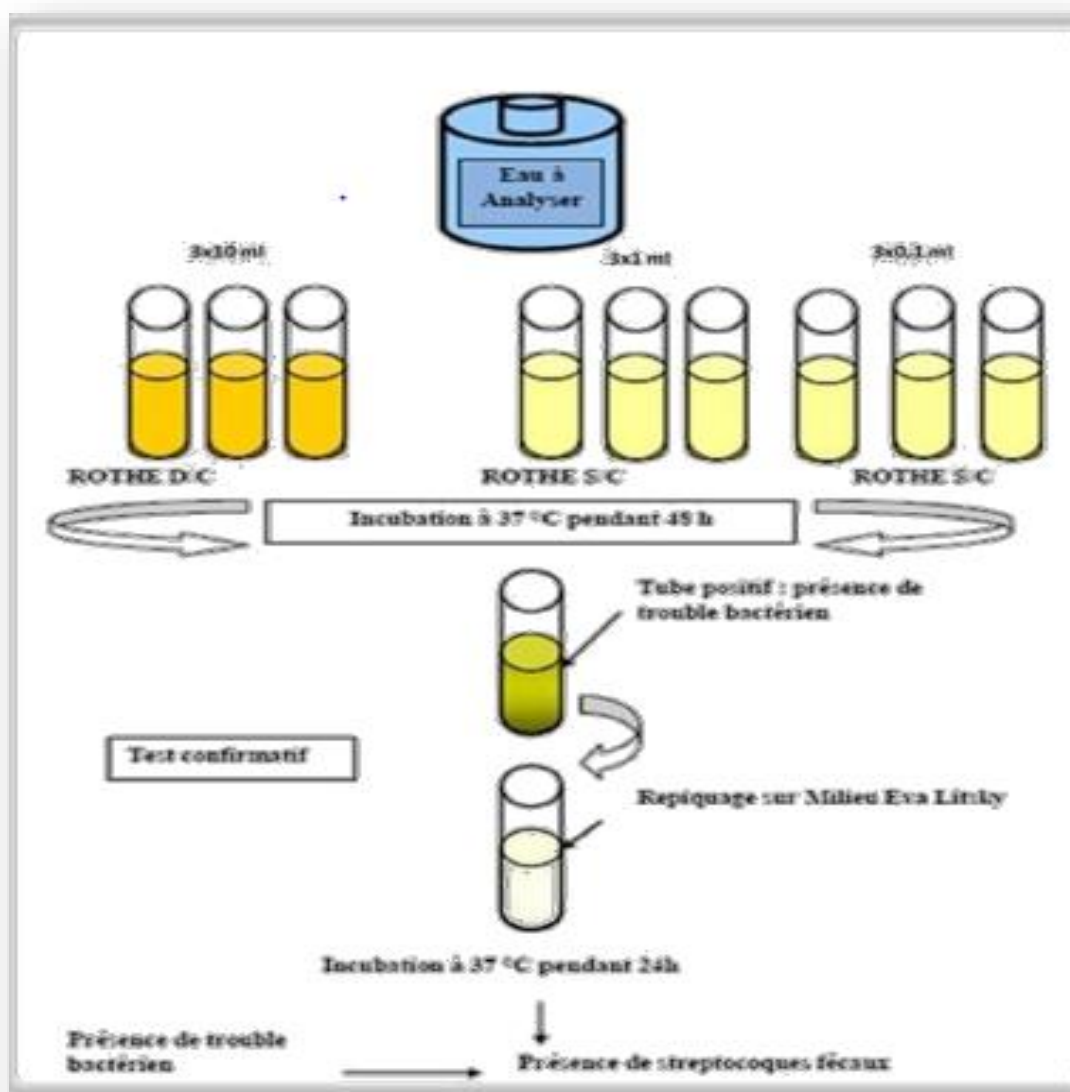 Eau à
Analyser
3x10 ml
3x1 ml
3x0,1 ml
ROTHE D/C
ROTHE S/C
ROTHE S/C
Incubation à 37 °C pendant 48 h
Tube positif : présence de
trouble bactérien
Test confirmatif
Repiquage sur Milieu Eva Litsky
Incubation à 37 °C pendant 24h
Présence de trouble
bactérien
Présence de streptocoques fécaux